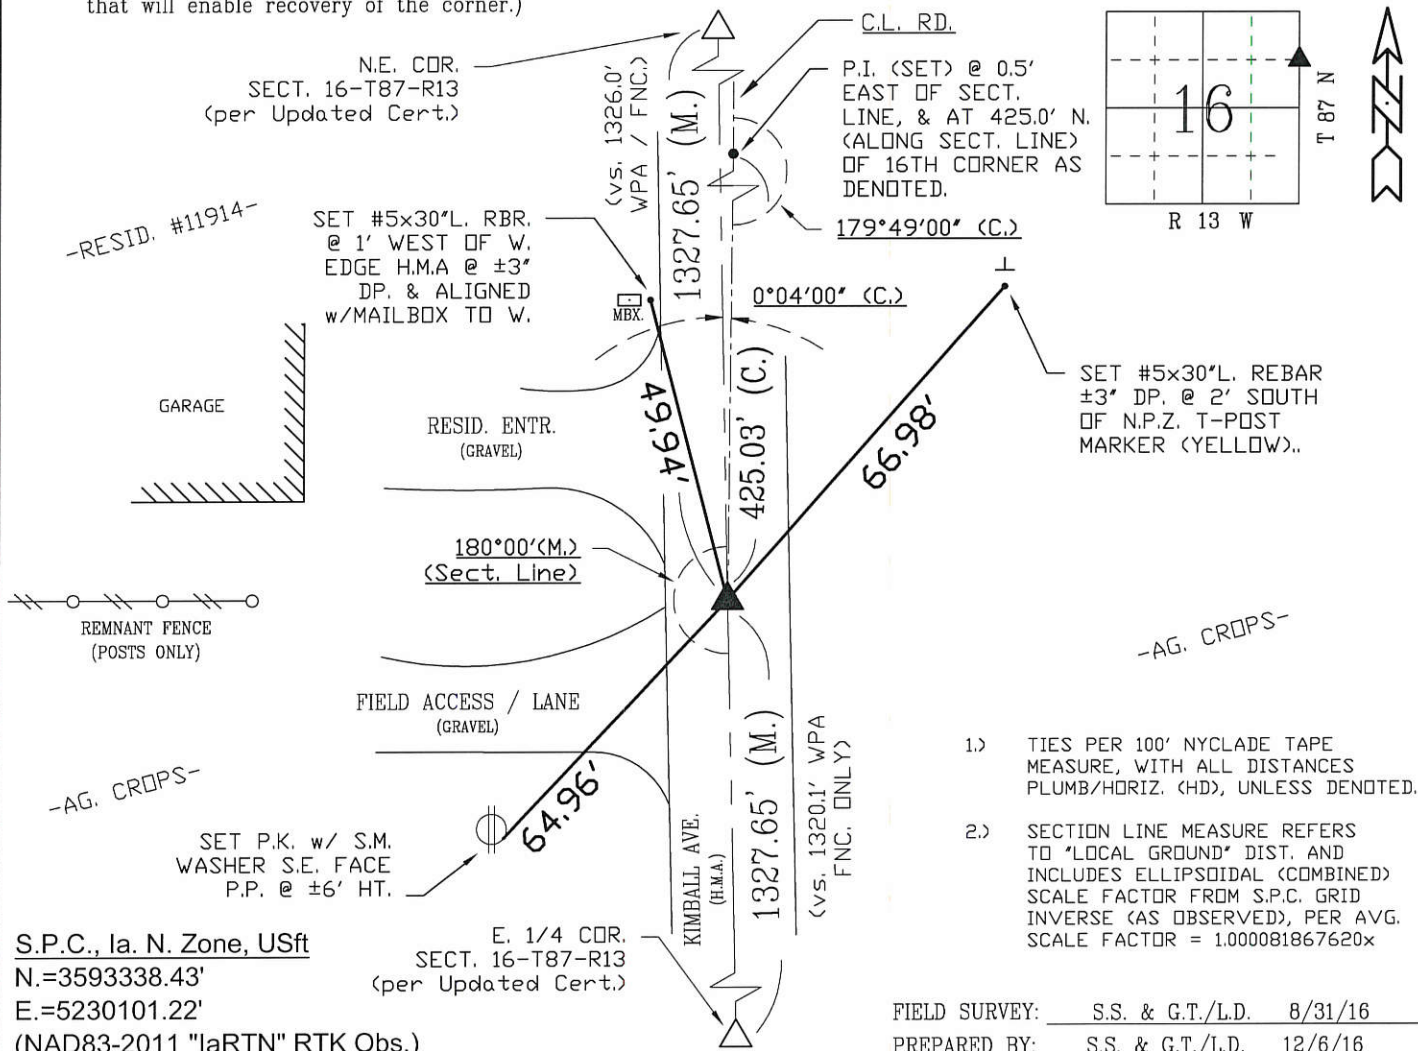 that will enable recovery of the corner.)
N.E. COR.
SECT. 16-T87-R13
(per Updated Cert.)
C.L. RD.
P.I. (SET) @ 0.5'
EAST OF SECT.
LINE, & AT 425.0' N.
(ALONG SECT. LINE)
OF 16TH CORNER AS
DENOTED.
16
T 87 N
R 13 W
N
(vs. 1326.0'
WPA / FNC.)
1327.65' (M.)
-RESID. #11914-
SET #5x30"L. RBR.
@ 1' WEST OF W.
EDGE H.M.A @ ±3"
DP. & ALIGNED
w/MAILBOX TO W.
MBX.
179°49'00" (C.)
0°04'00" (C.)
SET #5x30"L. REBAR
±3" DP. @ 2' SOUTH
OF N.P.Z. T-POST
MARKER (YELLOW)..
GARAGE
RESID. ENTR.
(GRAVEL)
49.94'
425.03' (C.)
66.98'
180°00'(M.)
(Sect. Line)
REMNANT FENCE
(POSTS ONLY)
-AG. CROPS-
FIELD ACCESS / LANE
(GRAVEL)
-AG. CROPS-
64.96'
SET P.K. w/ S.M.
WASHER S.E. FACE
P.P. @ ±6' HT.
KIMBALL AVE.
(H.M.A.)
1327.65' (M.)
(vs. 1320.1' WPA
FNC. ONLY)
1.) TIES PER 100' NYCLADE TAPE
MEASURE, WITH ALL DISTANCES
PLUMB/HORIZ. (HD), UNLESS DENOTED.
2.) SECTION LINE MEASURE REFERS
TO "LOCAL GROUND" DIST. AND
INCLUDES ELLIPSOIDAL (COMBINED)
SCALE FACTOR FROM S.P.C. GRID
INVERSE (AS OBSERVED), PER AVG.
SCALE FACTOR = 1.000081867620x
E. 1/4 COR.
SECT. 16-T87-R13
(per Updated Cert.)
S.P.C., Ia. N. Zone, USft
N.=3593338.43'
E.=5230101.22'
(NAD83-2011 "IaRTN" RTK Obs.)
FIELD SURVEY: S.S. & G.T./L.D. 8/31/16
PREPARED BY: S.S. & G.T./L.D. 12/6/16